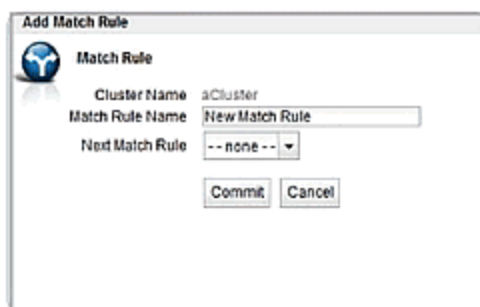 Add Match Rule
Match Rule
Cluster Name aCluster
Match Rule Name New Match Rule
Next Match Rule -- none --
Commit Cancel